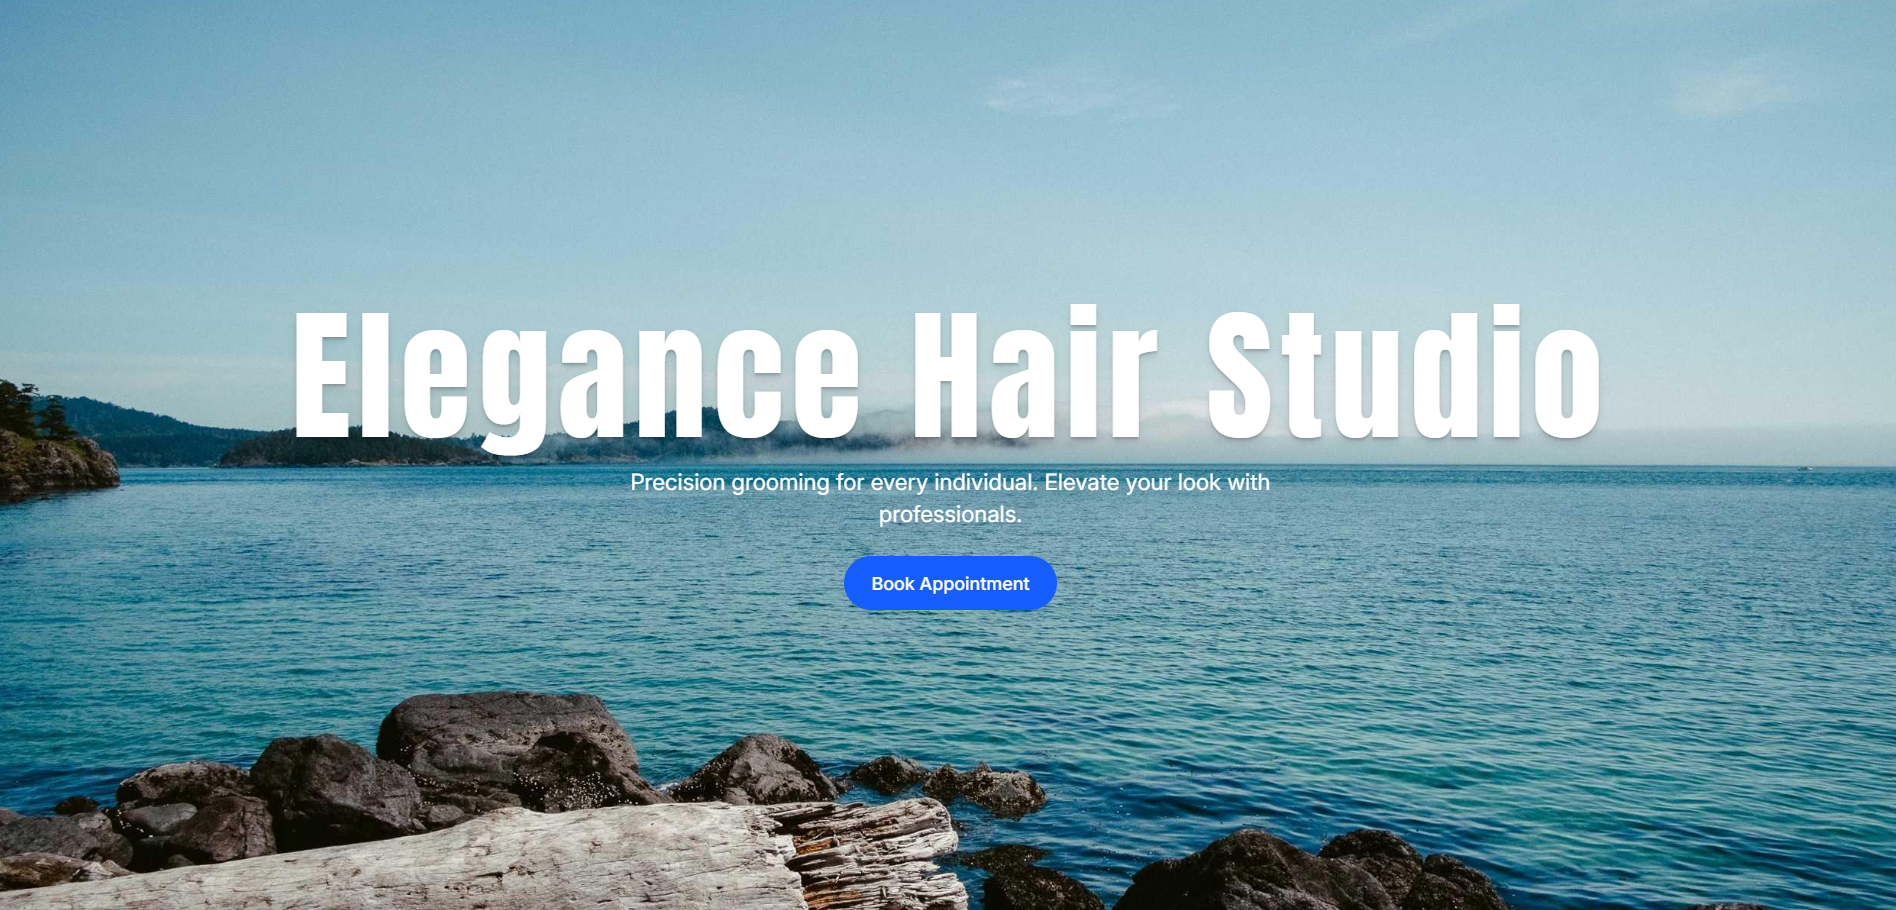 Elegance Hair Studio
Precision grooming for every individual. Elevate your look with
professionals.
Book Appointment